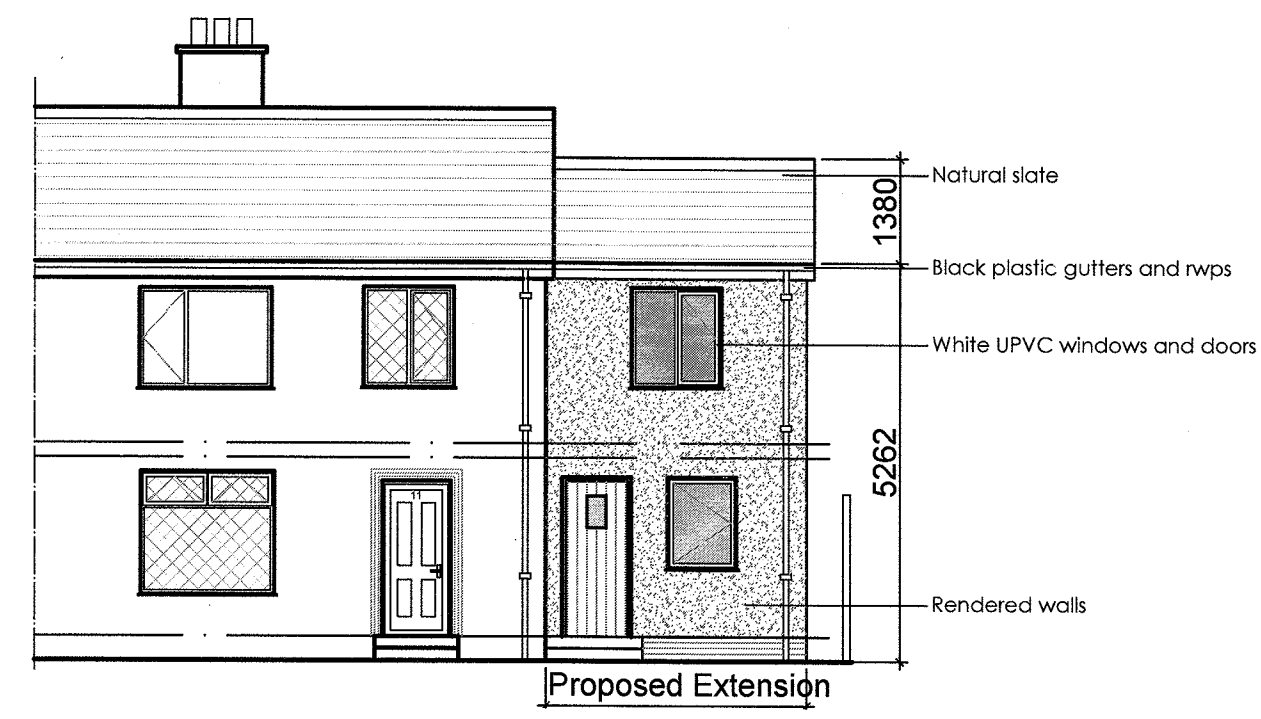 Natural slate
1380
Black plastic gutters and rwps
White UPVC windows and doors
5262
11
Rendered walls
Proposed Extension